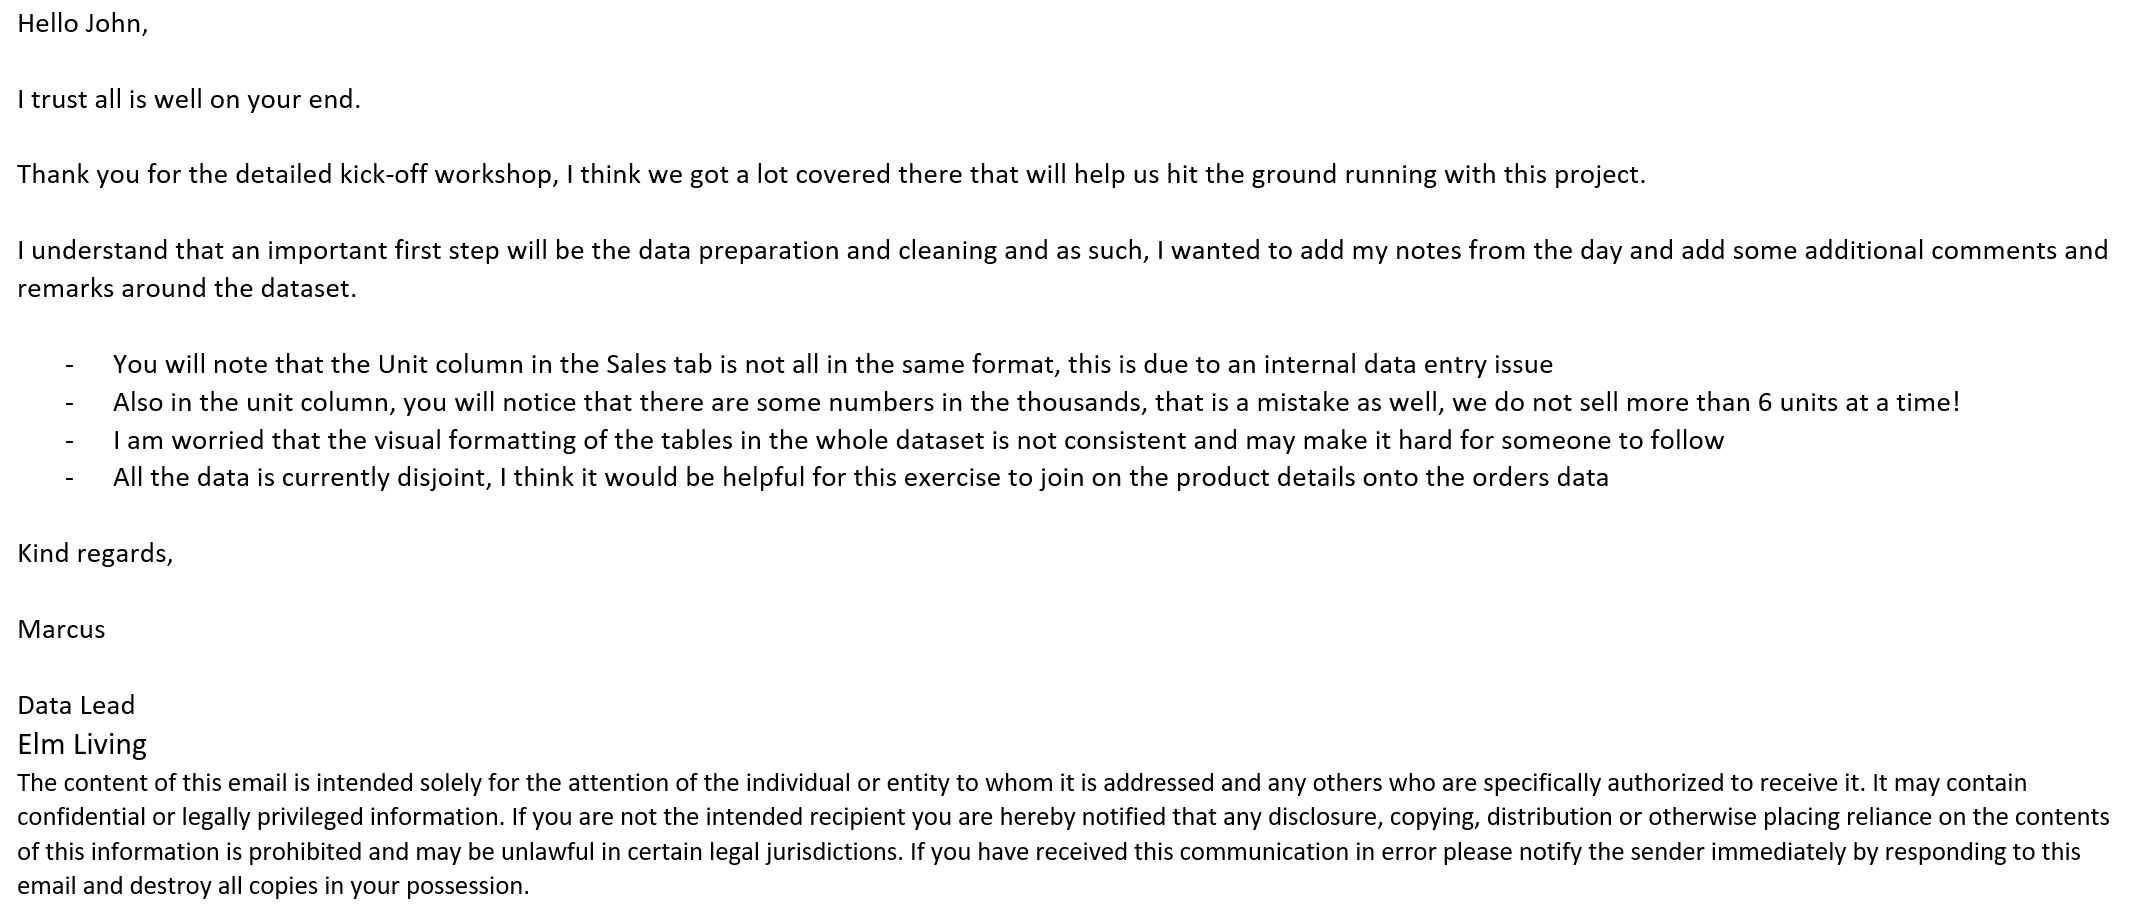 Hello John,
I trust all is well on your end.
Thank you for the detailed kick-off workshop, I think we got a lot covered there that will help us hit the ground running with this project.
I understand that an important first step will be the data preparation and cleaning and as such, I wanted to add my notes from the day and add some additional comments and
remarks around the dataset.
- You will note that the Unit column in the Sales tab is not all in the same format, this is due to an internal data entry issue
- Also in the unit column, you will notice that there are some numbers in the thousands, that is a mistake as well, we do not sell more than 6 units at a time!
- I am worried that the visual formatting of the tables in the whole dataset is not consistent and may make it hard for someone to follow
- All the data is currently disjoint, I think it would be helpful for this exercise to join on the product details onto the orders data
Kind regards,
Marcus
Data Lead
Elm Living
The content of this email is intended solely for the attention of the individual or entity to whom it is addressed and any others who are specifically authorized to receive it. It may contain
confidential or legally privileged information. If you are not the intended recipient you are hereby notified that any disclosure, copying, distribution or otherwise placing reliance on the contents
of this information is prohibited and may be unlawful in certain legal jurisdictions. If you have received this communication in error please notify the sender immediately by responding to this
email and destroy all copies in your possession.